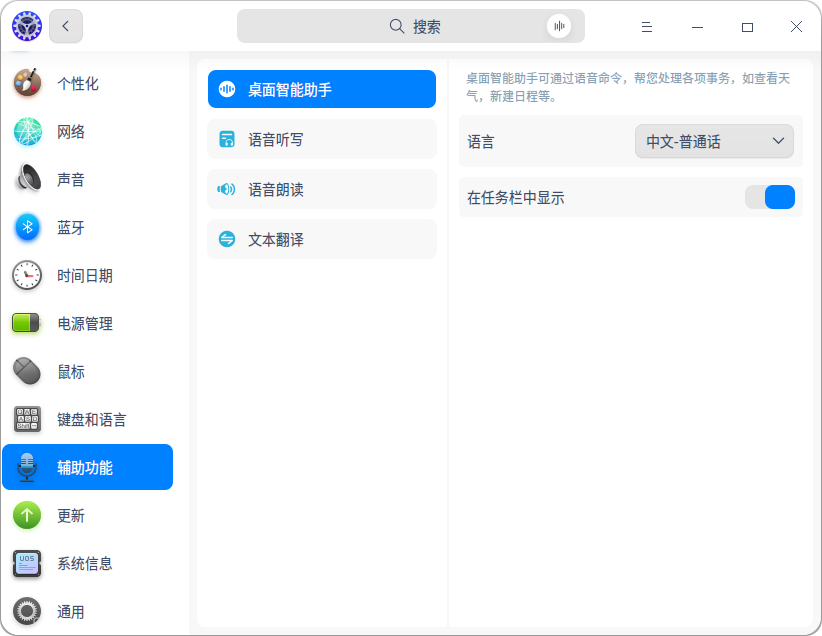 搜索
个性化
网络
声音
蓝牙
时间日期
电源管理
鼠标
键盘和语言
辅助功能
更新
UOS
系统信息
通用
桌面智能助手
语音听写
语音朗读
文本翻译
桌面智能助手可通过语音命令，帮您处理各项事务，如查看天
气，新建日程等。
语言
中文-普通话
在任务栏中显示